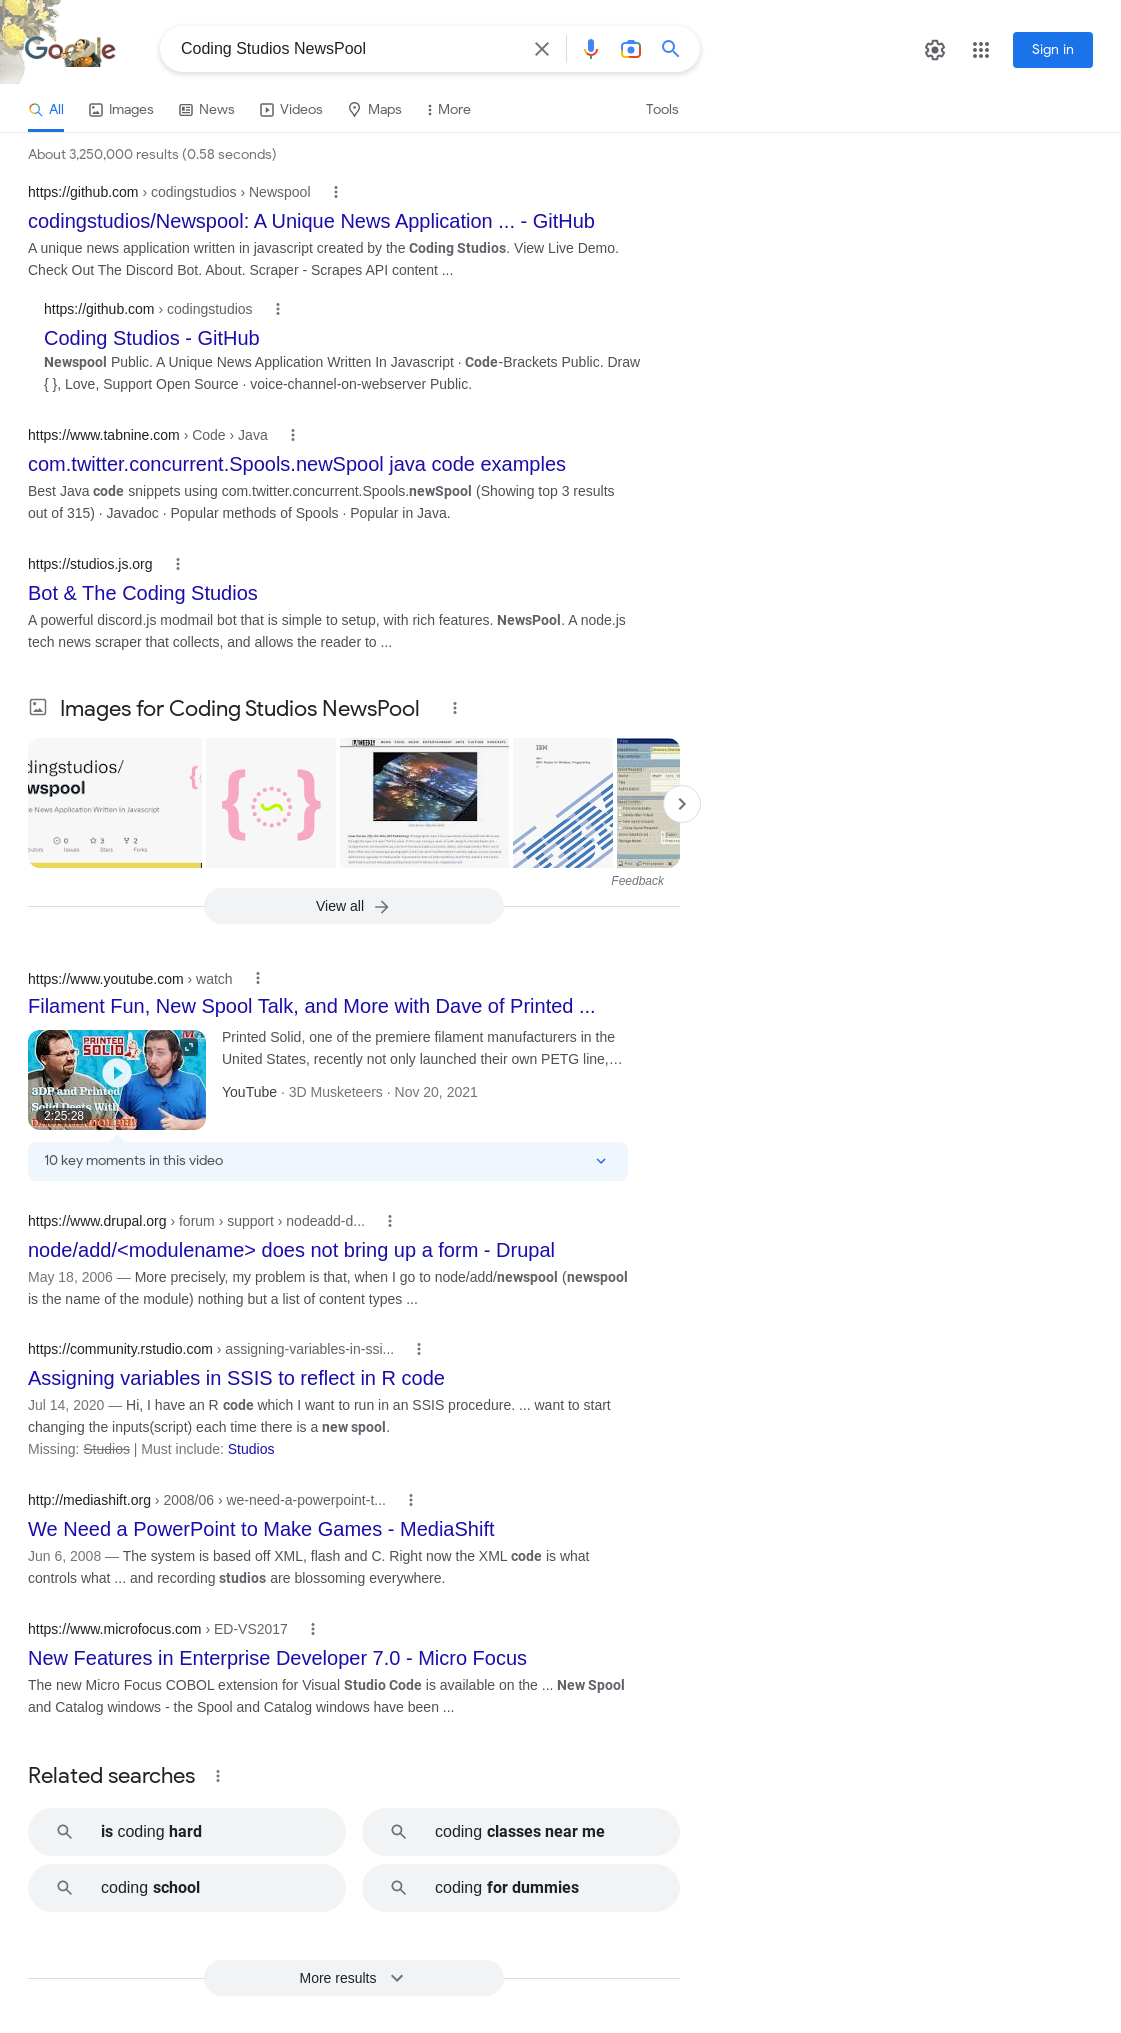 Google
Coding Studios NewsPool
Sign in
All Images News Videos Maps More Tools
About 3,250,000 results (0.58 seconds)
https://github.com › codingstudios › Newspool
codingstudios/Newspool: A Unique News Application ... - GitHub
A unique news application written in javascript created by the Coding Studios. View Live Demo.
Check Out The Discord Bot. About. Scraper - Scrapes API content ...
https://github.com › codingstudios
Coding Studios - GitHub
Newspool Public. A Unique News Application Written In Javascript · Code-Brackets Public. Draw
{ }, Love, Support Open Source · voice-channel-on-webserver Public.
https://www.tabnine.com › Code › Java
com.twitter.concurrent.Spools.newSpool java code examples
Best Java code snippets using com.twitter.concurrent.Spools.newSpool (Showing top 3 results
out of 315) · Javadoc · Popular methods of Spools · Popular in Java.
https://studios.js.org
Bot & The Coding Studios
A powerful discord.js modmail bot that is simple to setup, with rich features. NewsPool. A node.js
tech news scraper that collects, and allows the reader to ...
Images for Coding Studios NewsPool
dingstudios/
wspool
e News Application Written In Javascript
0 3 2
Issues Stars Forks
IBM
Feedback
View all
https://www.youtube.com › watch
Filament Fun, New Spool Talk, and More with Dave of Printed ...
PRINTED
SOLID
3DP and Printed
Solid Deets With
2:25:28
Printed Solid, one of the premiere filament manufacturers in the
United States, recently not only launched their own PETG line,...
YouTube · 3D Musketeers · Nov 20, 2021
10 key moments in this video
https://www.drupal.org › forum › support › nodeadd-d...
node/add/<modulename> does not bring up a form - Drupal
May 18, 2006 — More precisely, my problem is that, when I go to node/add/newspool (newspool
is the name of the module) nothing but a list of content types ...
https://community.rstudio.com › assigning-variables-in-ssi...
Assigning variables in SSIS to reflect in R code
Jul 14, 2020 — Hi, I have an R code which I want to run in an SSIS procedure. ... want to start
changing the inputs(script) each time there is a new spool.
Missing: Studios | Must include: Studios
http://mediashift.org › 2008/06 › we-need-a-powerpoint-t...
We Need a PowerPoint to Make Games - MediaShift
Jun 6, 2008 — The system is based off XML, flash and C. Right now the XML code is what
controls what ... and recording studios are blossoming everywhere.
https://www.microfocus.com › ED-VS2017
New Features in Enterprise Developer 7.0 - Micro Focus
The new Micro Focus COBOL extension for Visual Studio Code is available on the ... New Spool
and Catalog windows - the Spool and Catalog windows have been ...
Related searches
is coding hard
coding classes near me
coding school
coding for dummies
More results